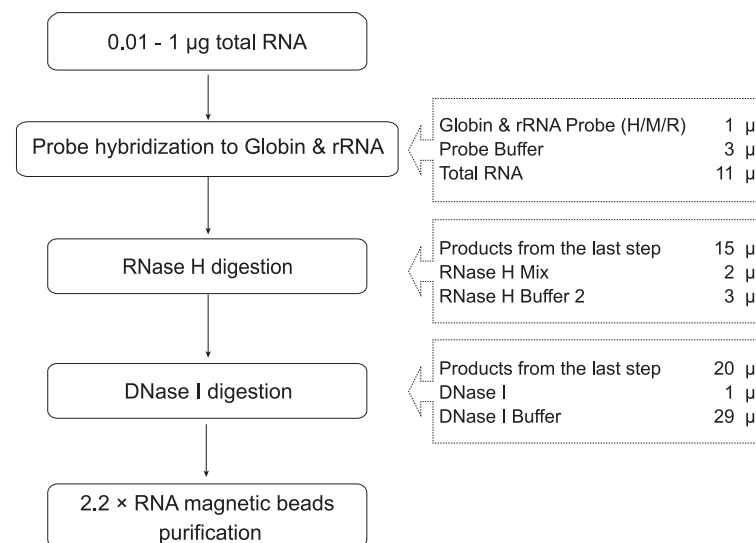 0.01 - 1 µg total RNA
Probe hybridization to Globin & rRNA
Globin & rRNA Probe (H/M/R) 1 µ
Probe Buffer 3 µ
Total RNA 11 µ
RNase H digestion
Products from the last step 15 µ
RNase H Mix 2 µ
RNase H Buffer 2 3 µ
DNase I digestion
Products from the last step 20 µ
DNase I 1 µ
DNase I Buffer 29 µ
2.2 × RNA magnetic beads
purification